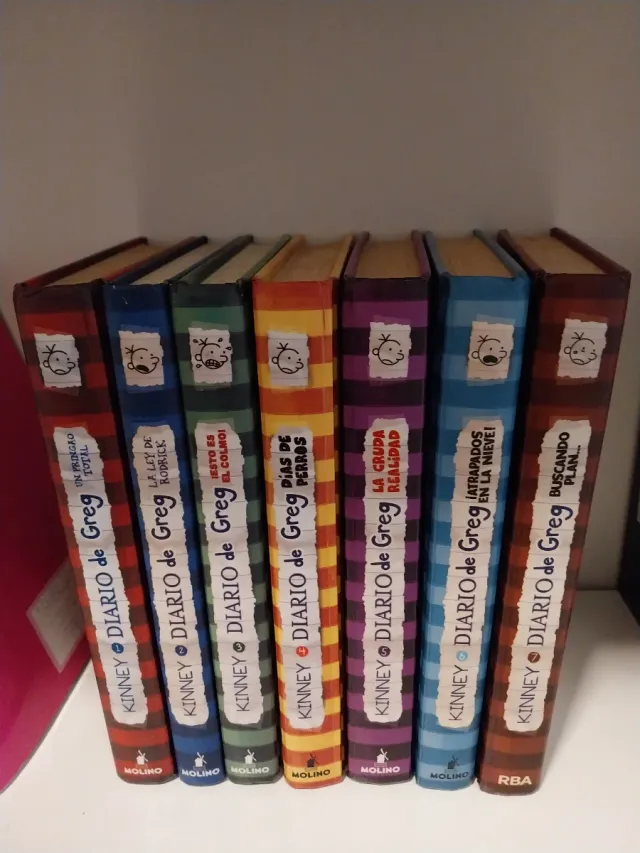 KINNEY 1 DIARIO de Greg UN PRINGAO
TOTAL
MOLINO
KINNEY 2 DIARIO de Greg LA LEY DE
RODRICK
MOLINO
KINNEY 3 DIARIO de Greg ¡ESTO ES
EL COLMO!
MOLINO
KINNEY 4 DIARIO de Greg DÍAS DE
PERROS
MOLINO
KINNEY 5 DIARIO de Greg LA CRUDA
REALIDAD
MOLINO
KINNEY 6 DIARIO de Greg ¡ATRAPADOS
EN LA NIEVE!
MOLINO
KINNEY 7 DIARIO de Greg BUSCANDO
PLAN...
RBA